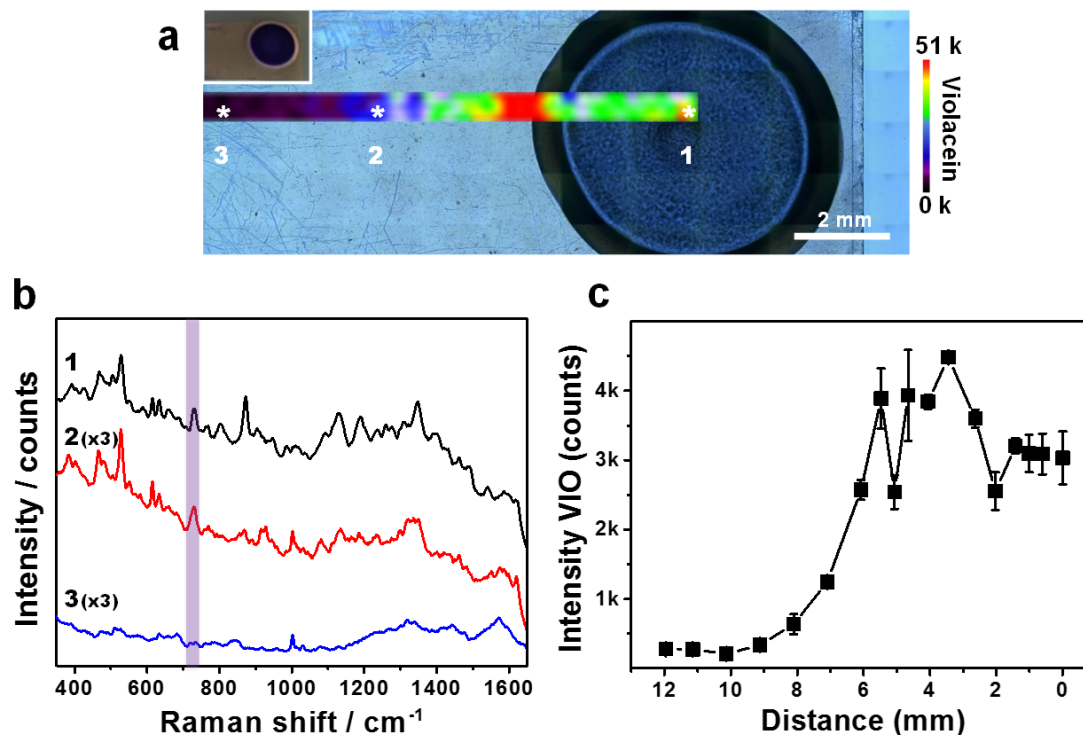 a
*
*
*
3
2
1
2 mm
51 k
Violacein
0 k
b
1
2(x3)
3(x3)
Intensity / counts
400 600 800 1000 1200 1400 1600
Raman shift / cm⁻¹
c
Intensity VIO (counts)
4k
3k
2k
1k
12 10 8 6 4 2 0
Distance (mm)